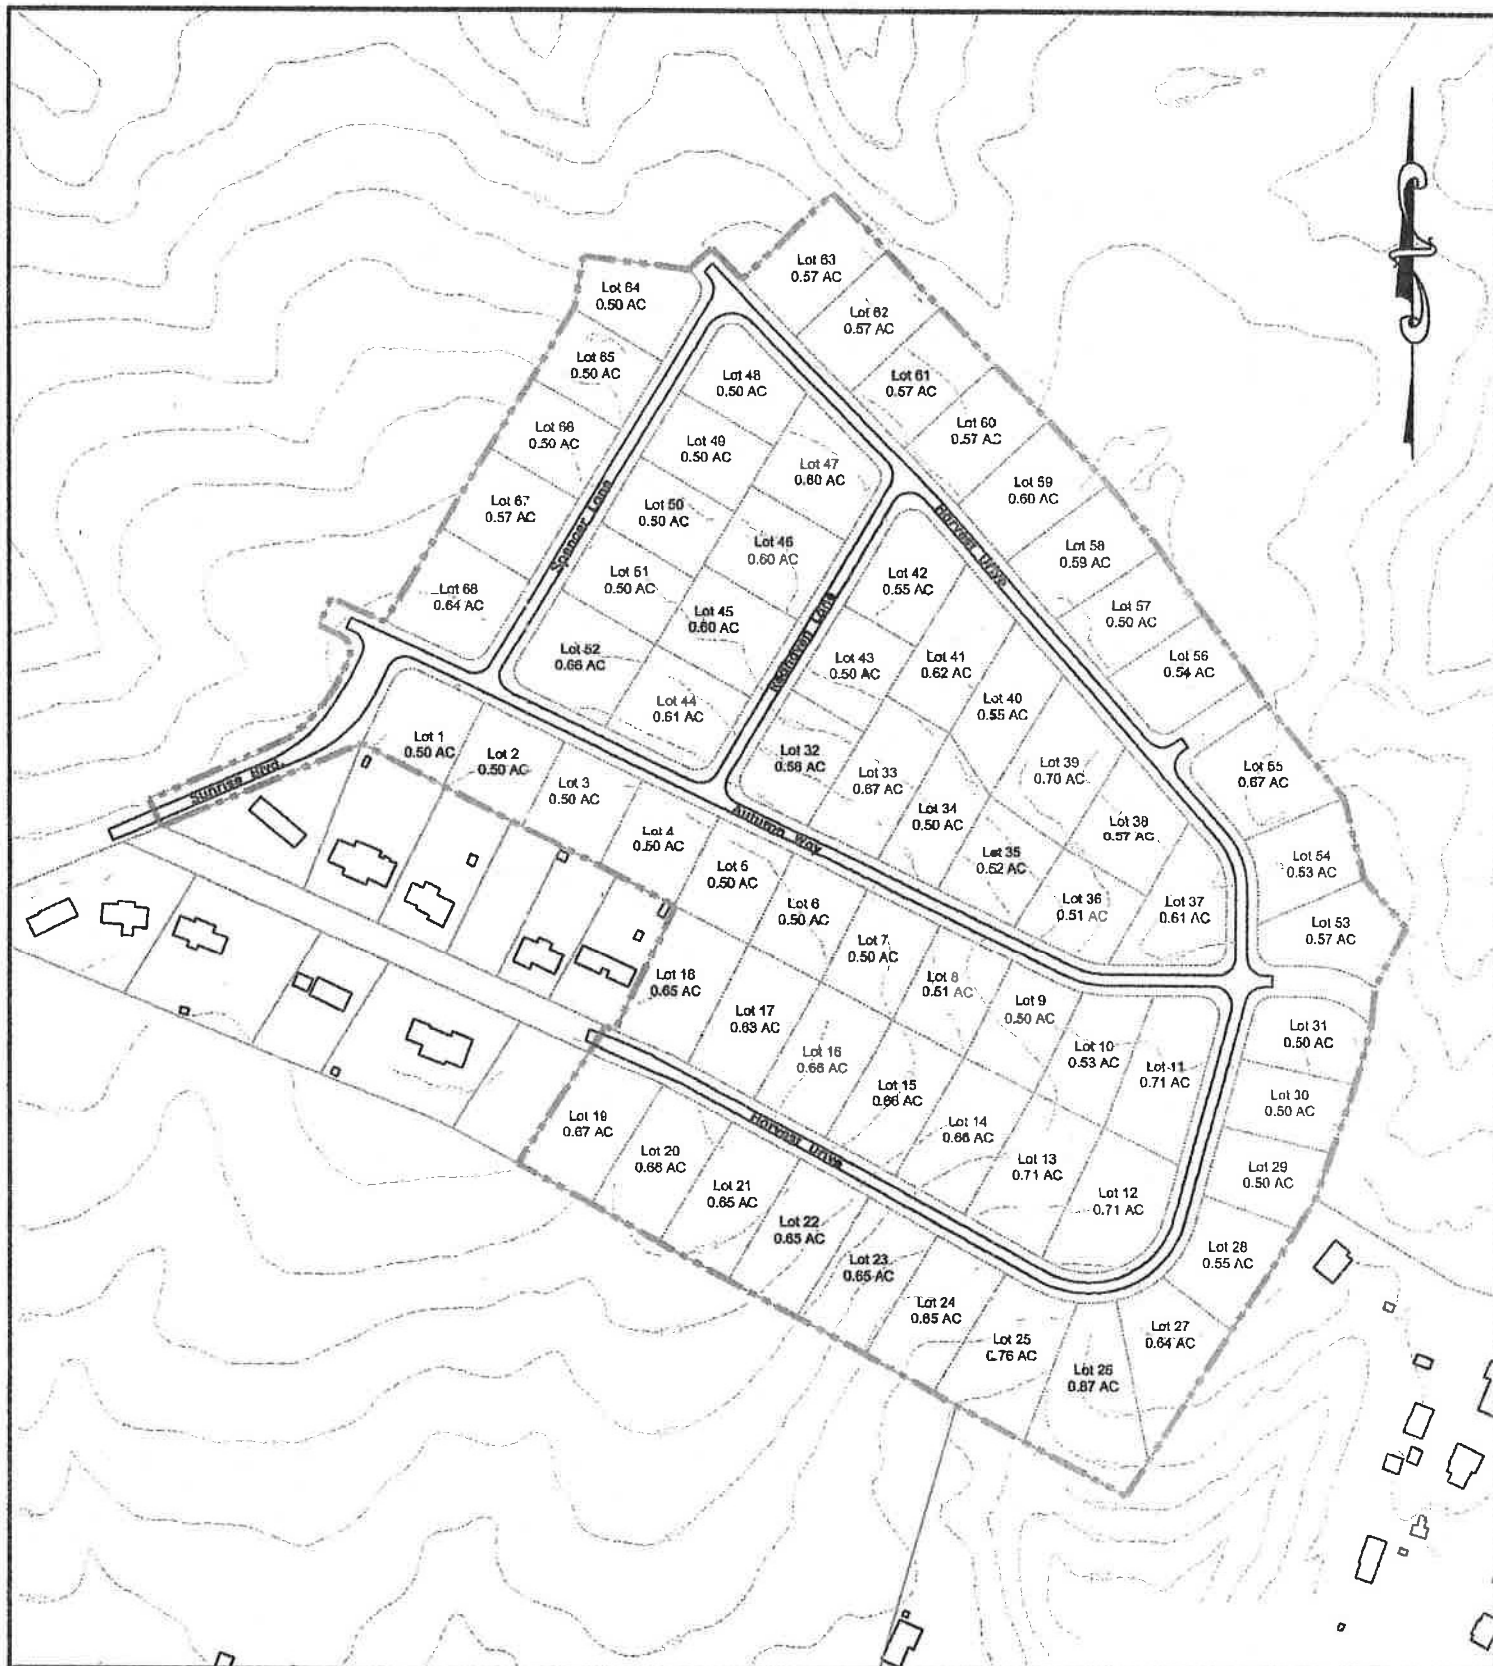 Lot 63
0.57 AC
Lot 64
0.50 AC
Lot 62
0.57 AC
Lot 65
0.50 AC
Lot 48
0.50 AC
Lot 61
0.57 AC
Lot 66
0.50 AC
Lot 49
0.50 AC
Lot 60
0.57 AC
Lot 47
0.60 AC
Lot 59
0.60 AC
Lot 67
0.57 AC
Spencer Lane
Lot 50
0.50 AC
Harvest Drive
Lot 46
0.60 AC
Lot 58
0.59 AC
Lot 51
0.50 AC
Lot 42
0.55 AC
Lot 68
0.64 AC
Lot 45
0.60 AC
Lot 57
0.50 AC
Lane
Lot 52
0.66 AC
Lot 43
0.50 AC
Lot 41
0.62 AC
Lot 56
0.54 AC
Lot 44
0.61 AC
Lot 40
0.55 AC
Lot 1
0.50 AC
Lot 2
0.50 AC
Lot 32
Lot 39
0.70 AC
Sunrise Blvd.
Lot 3
0.50 AC
Lot 33
0.67 AC
Lot 65
0.67 AC
Autumn Way
Lot 34
0.50 AC
Lot 38
0.57 AC
Lot 4
0.50 AC
Lot 35
0.52 AC
Lot 54
0.53 AC
Lot 5
0.50 AC
Lot 36
0.51 AC
Lot 37
0.61 AC
Lot 6
0.50 AC
Lot 53
0.57 AC
Lot 7
0.50 AC
Lot 18
0.65 AC
Lot 8
0.51 AC
Lot 9
0.50 AC
Lot 17
0.63 AC
Lot 31
0.50 AC
Lot 10
0.53 AC
Lot 16
0.66 AC
Lot 11
0.71 AC
Lot 15
0.66 AC
Lot 30
0.50 AC
Lot 19
0.67 AC
Harvest Drive
Lot 14
0.66 AC
Lot 20
0.66 AC
Lot 13
0.71 AC
Lot 29
0.50 AC
Lot 21
0.65 AC
Lot 12
0.71 AC
Lot 22
0.65 AC
Lot 28
0.55 AC
Lot 23
0.65 AC
Lot 24
0.65 AC
Lot 27
0.64 AC
Lot 25
0.76 AC
Lot 26
0.87 AC